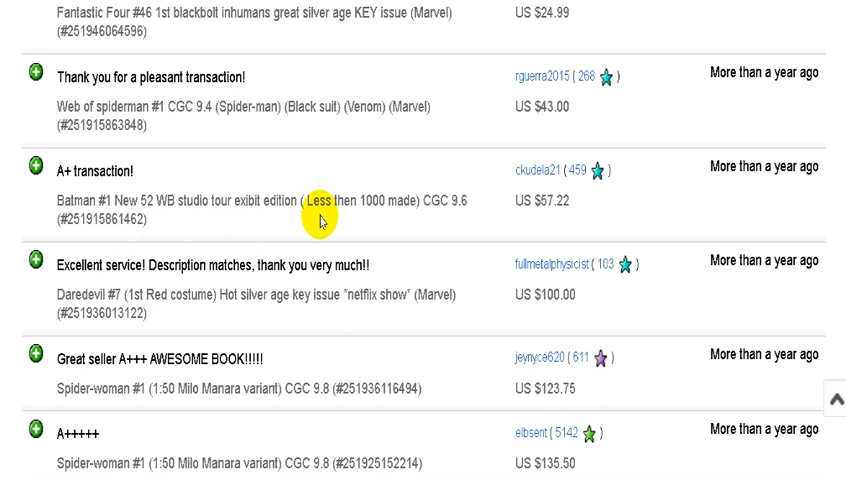 Fantastic Four #46 1st blackbolt inhumans great silver age KEY issue (Marvel) US $24.99
(#251946064596)
Thank you for a pleasant transaction! rguerra2015 ( 268 ) More than a year ago
Web of spiderman #1 CGC 9.4 (Spider-man) (Black suit) (Venom) (Marvel) US $43.00
(#251915863848)
A+ transaction! ckudela21 ( 459 ) More than a year ago
Batman #1 New 52 WB studio tour exibit edition ( Less then 1000 made) CGC 9.6 US $57.22
(#251915861462)
Excellent service! Description matches, thank you very much!! fullmetalphysicist ( 103 ) More than a year ago
Daredevil #7 (1st Red costume) Hot silver age key issue "netflix show" (Marvel) US $100.00
(#251936013122)
Great seller A+++ AWESOME BOOK!!!!! jeynyce620 ( 611 ) More than a year ago
Spider-woman #1 (1:50 Milo Manara variant) CGC 9.8 (#251936116494) US $123.75
A+++++ elbsent ( 5142 ) More than a year ago
Spider-woman #1 (1:50 Milo Manara variant) CGC 9.8 (#251925152214) US $135.50